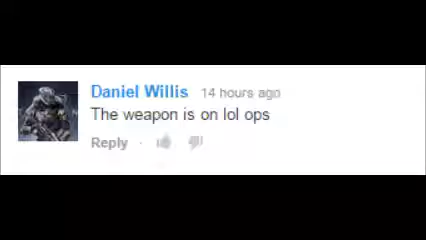 Daniel Willis 14 hours ago
The weapon is on lol ops
Reply ·